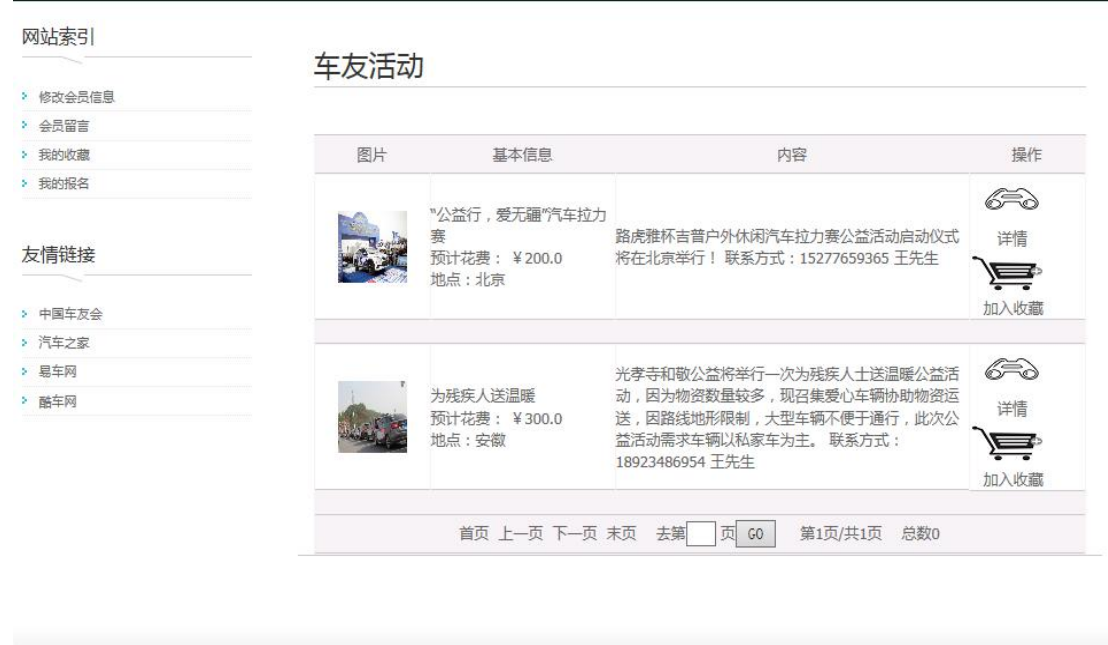 网站索引
修改会员信息
会员留言
我的收藏
我的报名
友情链接
中国车友会
汽车之家
易车网
酷车网
车友活动
图片 基本信息 内容 操作
“公益行，爱无疆”汽车拉力
赛
预计花费：￥200.0
地点：北京
路虎雅杯吉普户外休闲汽车拉力赛公益活动启动仪式
将在北京举行！ 联系方式：15277659365 王先生
详情
加入收藏
为残疾人送温暖
预计花费：￥300.0
地点：安徽
光孝寺和敬公益将举行一次为残疾人士送温暖公益活
动，因为物资数量较多，现召集爱心车辆协助物资运
送，因路线地形限制，大型车辆不便于通行，此次公
益活动需求车辆以私家车为主。 联系方式：
18923486954 王先生
详情
加入收藏
首页 上一页 下一页 末页 去第 页 GO 第1页/共1页 总数0